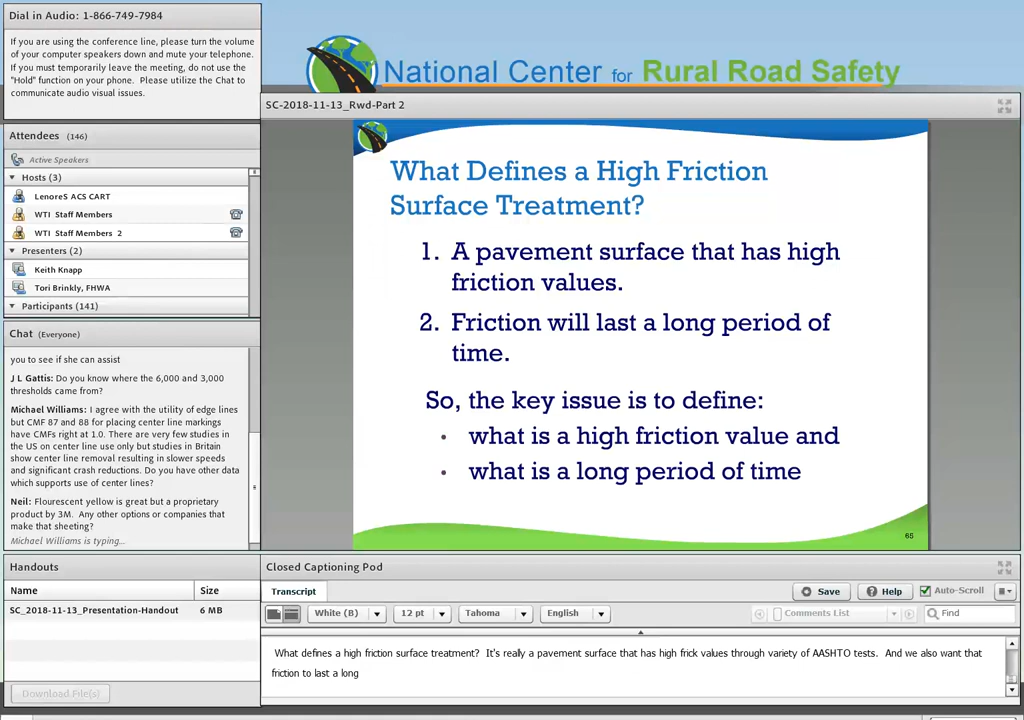 Dial in Audio: 1-866-749-7984
If you are using the conference line, please turn the volume
of your computer speakers down and mute your telephone.
If you must temporarily leave the meeting, do not use the
"Hold" function on your phone.  Please utilize the Chat to
communicate audio visual issues.
National Center for Rural Road Safety
SC-2018-11-13_Rwd-Part 2
Attendees (146)
Active Speakers
Hosts (3)
LenoreS ACS CART
WTI Staff Members
WTI Staff Members 2
Presenters (2)
Keith Knapp
Tori Brinkly, FHWA
Participants (141)
What Defines a High Friction
Surface Treatment?
1. A pavement surface that has high
friction values.
2. Friction will last a long period of
time.
So, the key issue is to define:
• what is a high friction value and
• what is a long period of time
65
Chat (Everyone)
you to see if she can assist
J L Gattis: Do you know where the 6,000 and 3,000
thresholds came from?
Michael Williams: I agree with the utility of edge lines
but CMF 87 and 88 for placing center line markings
have CMFs right at 1.0. There are very few studies in
the US on center line use only but studies in Britain
show center line removal resulting in slower speeds
and significant crash reductions. Do you have other data
which supports use of center lines?
Neil: Flourescent yellow is great but a proprietary
product by 3M.  Any other options or companies that
make that sheeting?
Michael Williams is typing...
Handouts
Name Size
SC_2018-11-13_Presentation-Handout 6 MB
Download File(s)
Closed Captioning Pod
Transcript Save Help Auto-Scroll
White (B) 12 pt Tahoma English Comments List Find
What defines a high friction surface treatment?  It's really a pavement surface that has high frick values through variety of AASHTO tests.  And we also want that
friction to last a long